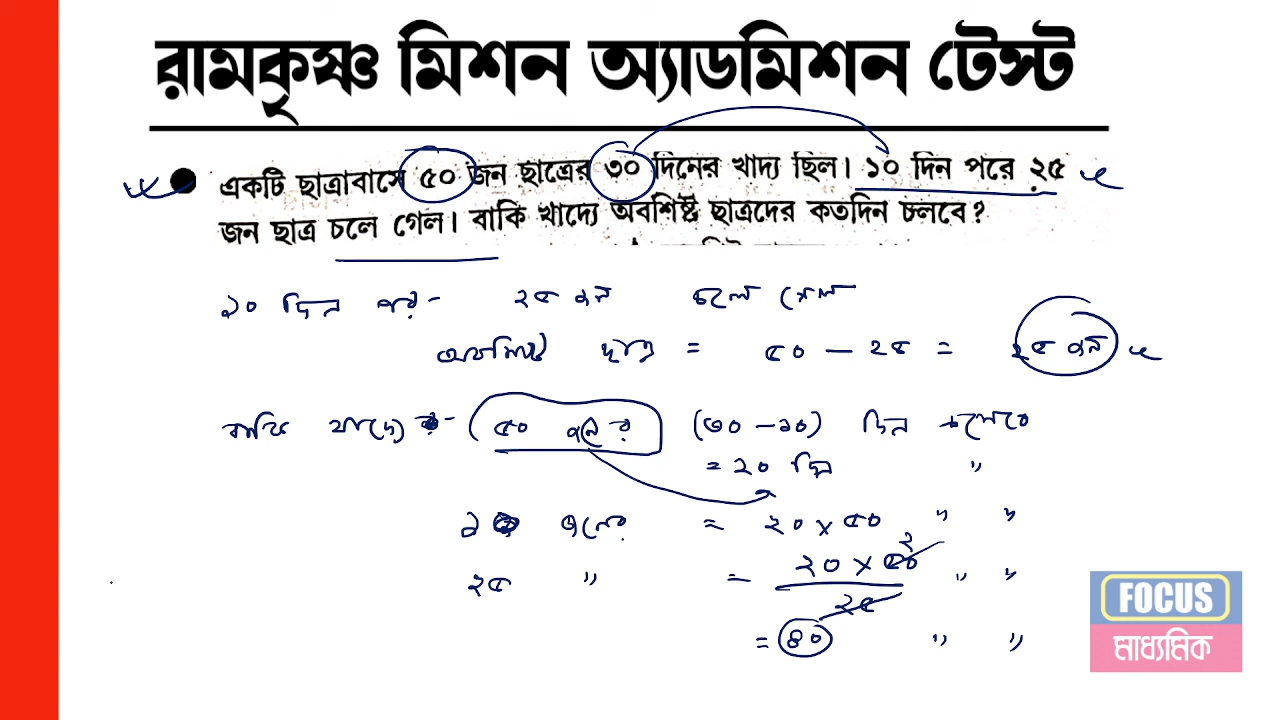 রামকৃষ্ণ মিশন অ্যাডমিশন টেস্ট
একটি ছাত্রাবাসে ৫০ জন ছাত্রের ৩০ দিনের খাদ্য ছিল। ১০ দিন পরে ২৫
জন ছাত্র চলে গেল। বাকি খাদ্যে অবশিষ্ট ছাত্রদের কতদিন চলবে?
১০ দিন পর- ২৫ জন চলে গেল
অবশিষ্ট ছাত্র = ৫০ - ২৫ = ২৫ জন
বাকি খাদ্যে - ৫০ জনের (৩০ - ১০) দিন চলবে
= ২০ দিন "
১ জনের = ২০ x ৫০ " "
২৫ " = ২০ x ৫০ ২ " "
২৫
= ৪০ " "
FOCUS
মাধ্যমিক